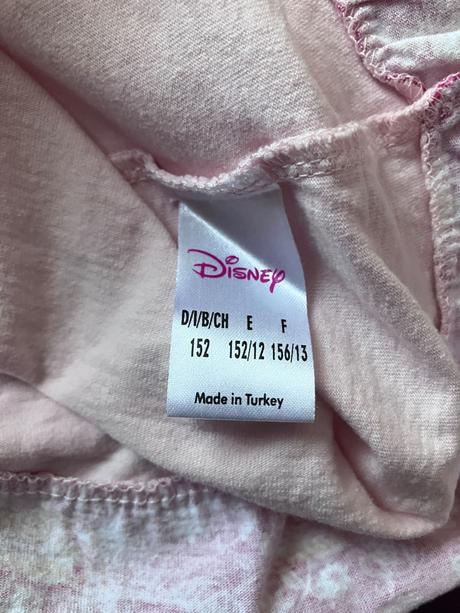 Disney
D/I/B/CH E F
152 152/12 156/13
Made in Turkey